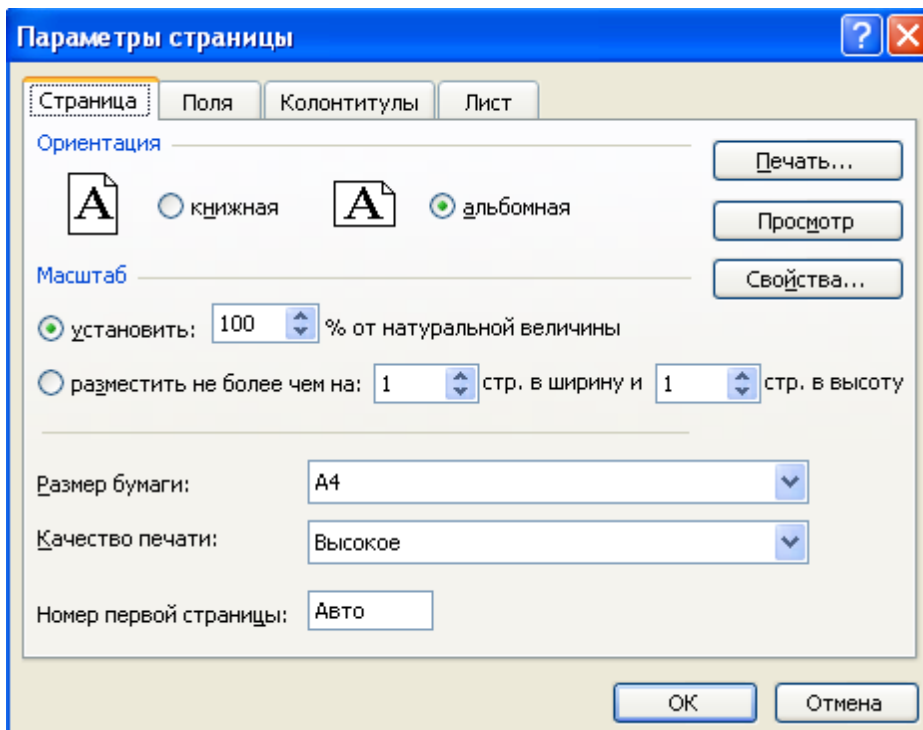 Параметры страницы
Страница Поля Колонтитулы Лист
Ориентация
Печать...
A книжная A альбомная
Просмотр
Масштаб
Свойства...
установить: 100 % от натуральной величины
разместить не более чем на: 1 стр. в ширину и 1 стр. в высоту
Размер бумаги: A4
Качество печати: Высокое
Номер первой страницы: Авто
ОК Отмена